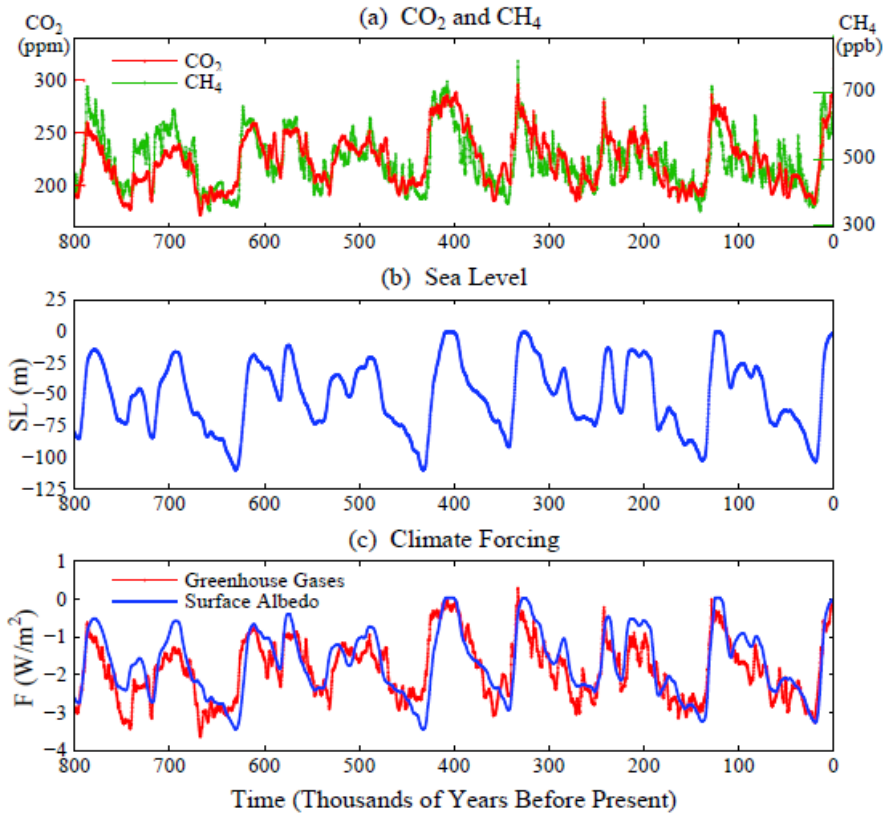 (a) CO₂ and CH₄
CO₂
(ppm)
CH₄
(ppb)
CO₂
CH₄
300
250
200
700
500
300
800 700 600 500 400 300 200 100 0
(b) Sea Level
SL (m)
25
0
−25
−50
−75
−100
−125
800 700 600 500 400 300 200 100 0
(c) Climate Forcing
Greenhouse Gases
Surface Albedo
F (W/m²)
1
0
−1
−2
−3
−4
800 700 600 500 400 300 200 100 0
Time (Thousands of Years Before Present)